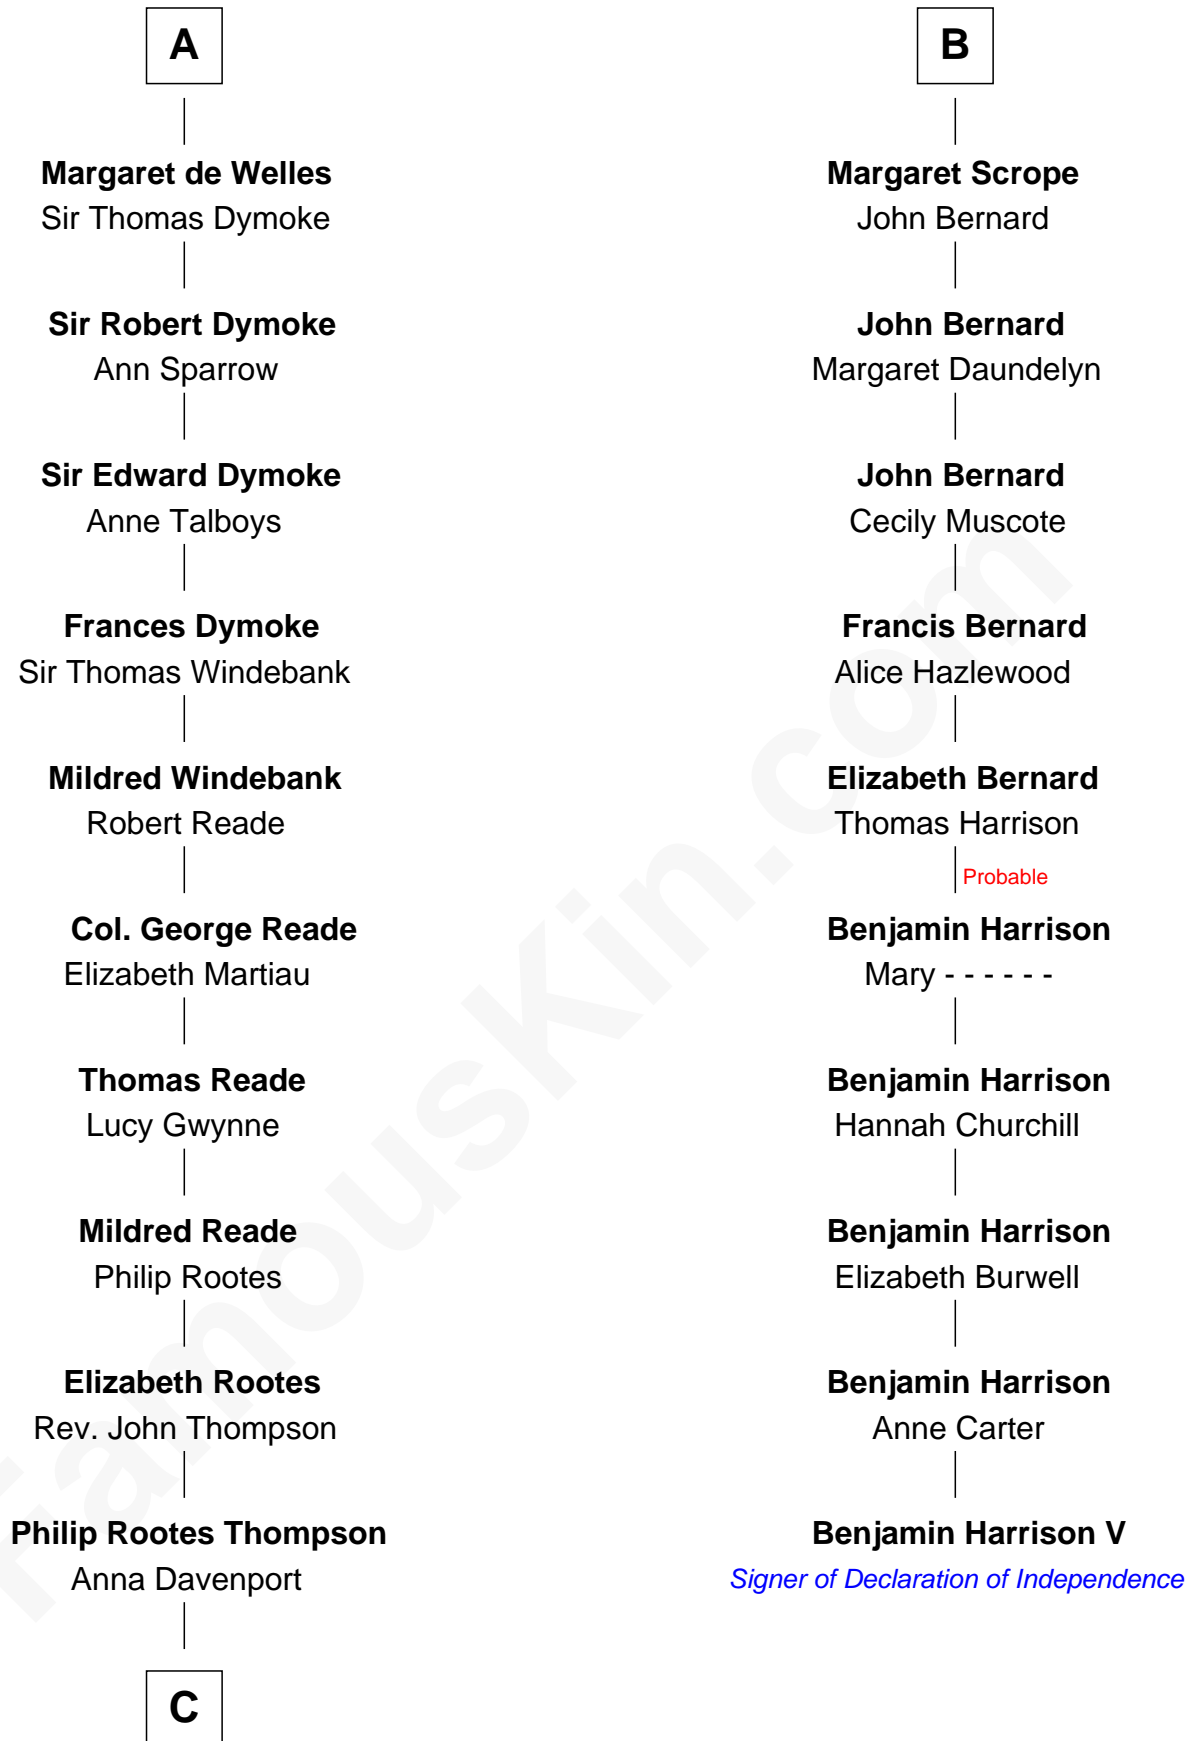 A
Margaret de Welles
Sir Thomas Dymoke
Sir Robert Dymoke
Ann Sparrow
Sir Edward Dymoke
Anne Talboys
Frances Dymoke
Sir Thomas Windebank
Mildred Windebank
Robert Reade
Col. George Reade
Elizabeth Martiau
Thomas Reade
Lucy Gwynne
Mildred Reade
Philip Rootes
Elizabeth Rootes
Rev. John Thompson
Philip Rootes Thompson
Anna Davenport
C
B
Margaret Scrope
John Bernard
John Bernard
Margaret Daundelyn
John Bernard
Cecily Muscote
Francis Bernard
Alice Hazlewood
Elizabeth Bernard
Thomas Harrison
Probable
Benjamin Harrison
Mary - - - - - -
Benjamin Harrison
Hannah Churchill
Benjamin Harrison
Elizabeth Burwell
Benjamin Harrison
Anne Carter
Benjamin Harrison V
Signer of Declaration of Independence
FamousKin.com